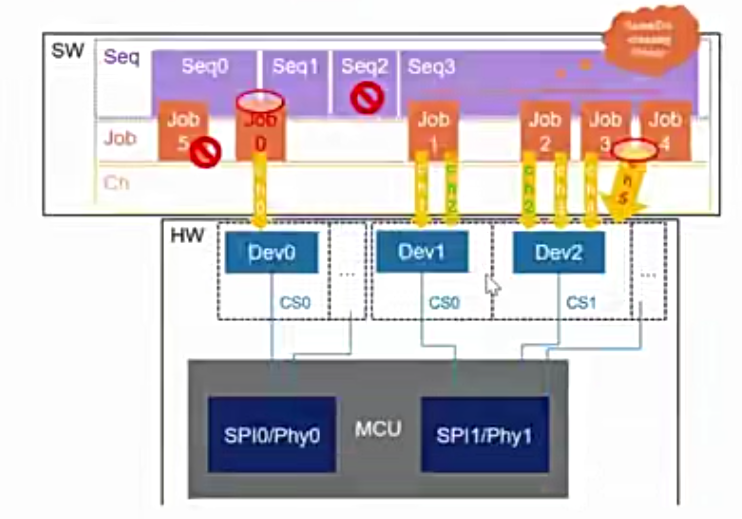 SW
Seq
Seq0
Seq1
Seq2
Seq3
Job
Job
5
Job
0
Job
1
Job
2
Job
3
Job
4
Ch
HW
Dev0
...
Dev1
Dev2
...
CS0
CS0
CS1
SPI0/Phy0
MCU
SPI1/Phy1